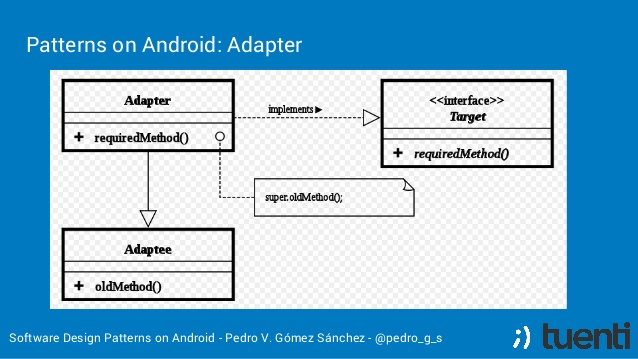 Patterns on Android: Adapter
Adapter
+ requiredMethod()
implements ▶
<<interface>>
Target
+ requiredMethod()
super.oldMethod();
Adaptee
+ oldMethod()
Software Design Patterns on Android - Pedro V. Gómez Sánchez - @pedro_g_s
;) tuenti